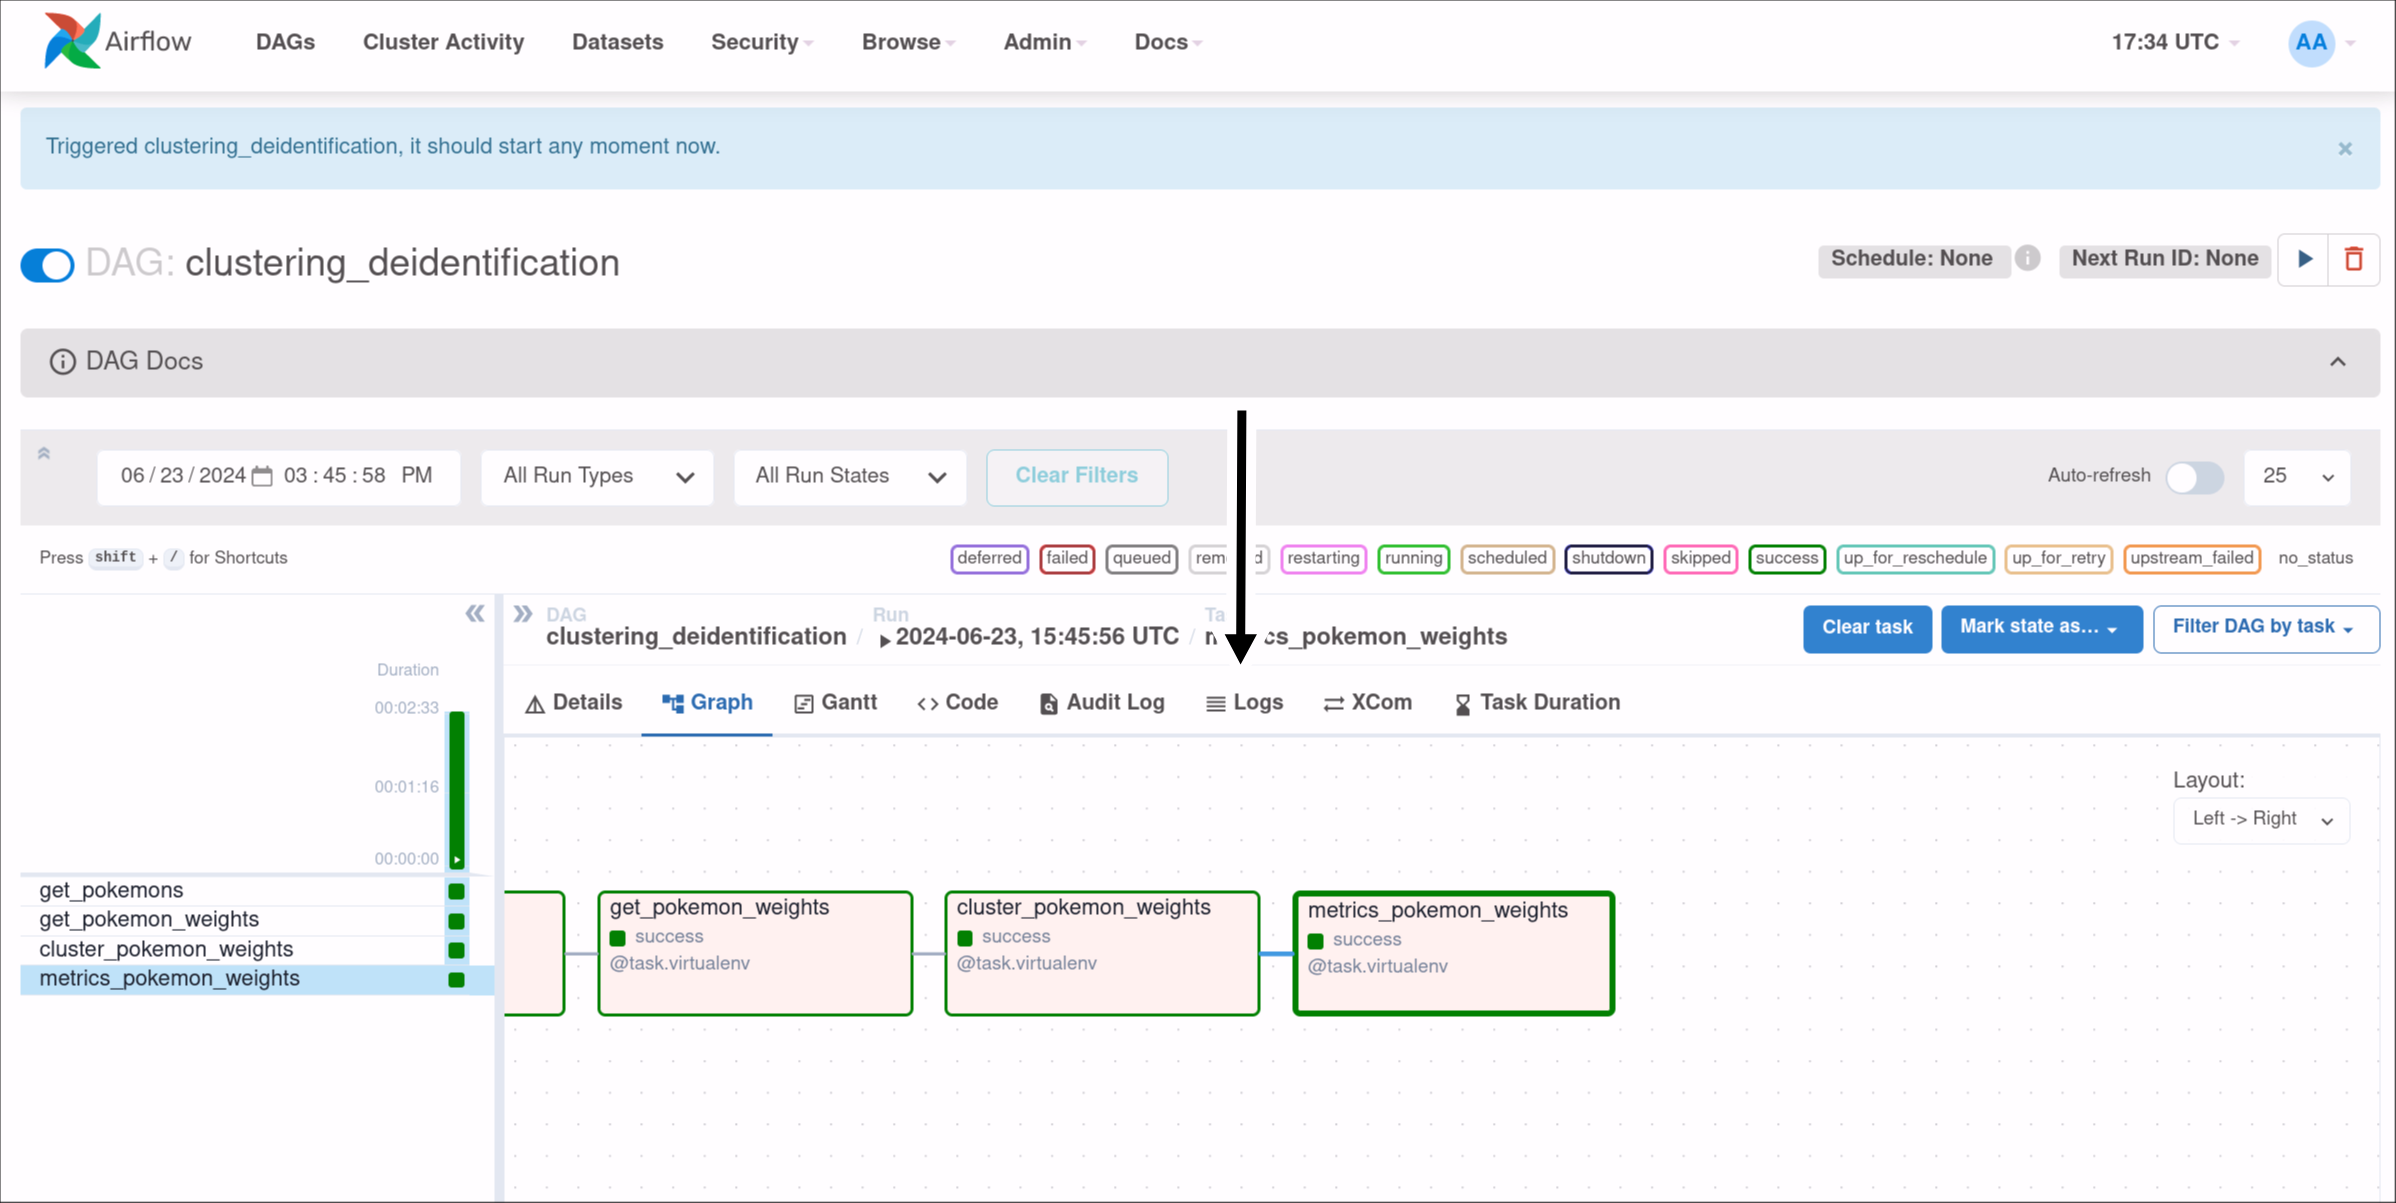 Airflow DAGs Cluster Activity Datasets Security Browse Admin Docs 17:34 UTC AA
Triggered clustering_deidentification, it should start any moment now. ×
DAG: clustering_deidentification Schedule: None i Next Run ID: None
DAG Docs
06/23/2024 03:45:58 PM All Run Types All Run States Clear Filters Auto-refresh 25
Press shift + / for Shortcuts deferred failed queued restarting running scheduled shutdown skipped success up_for_reschedule up_for_retry upstream_failed no_status
DAG Run
clustering_deidentification / 2024-06-23, 15:45:56 UTC / Clear task Mark state as... Filter DAG by task
Duration
00:02:33
00:01:16
00:00:00
get_pokemons
get_pokemon_weights
cluster_pokemon_weights
metrics_pokemon_weights
Details Graph Gantt Code Audit Log Logs XCom Task Duration
Layout:
Left -> Right
get_pokemon_weights
success
@task.virtualenv
cluster_pokemon_weights
success
@task.virtualenv
metrics_pokemon_weights
success
@task.virtualenv